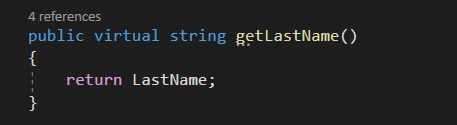 4 references
public virtual string getLastName()
{
return LastName;
}